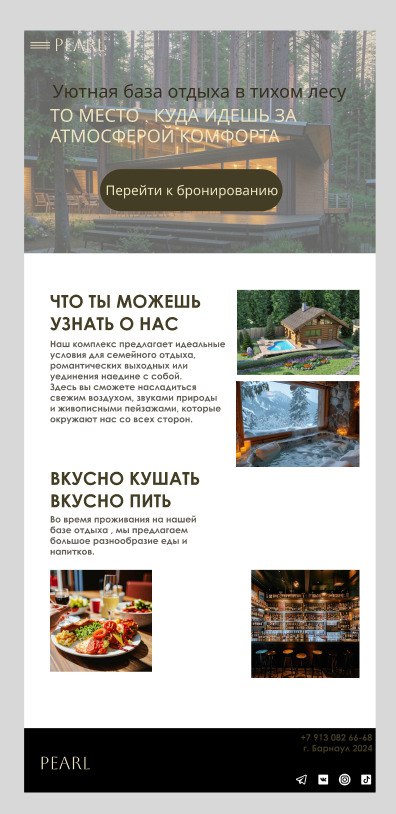 PEARL
Уютная база отдыха в тихом лесу
ТО МЕСТО , КУДА ИДЕШЬ ЗА
АТМОСФЕРОЙ КОМФОРТА
Перейти к бронированию
ЧТО ТЫ МОЖЕШЬ
УЗНАТЬ О НАС
Наш комплекс предлагает идеальные
условия для семейного отдыха,
романтических выходных или
уединения наедине с собой.
Здесь вы сможете насладиться
свежим воздухом, звуками природы
и живописными пейзажами, которые
окружают нас со всех сторон.
ВКУСНО КУШАТЬ
ВКУСНО ПИТЬ
Во время проживания на нашей
базе отдыха , мы предлагаем
большое разнообразие еды и
напитков.
+7 913 082 66-68
г. Барнаул 2024
PEARL